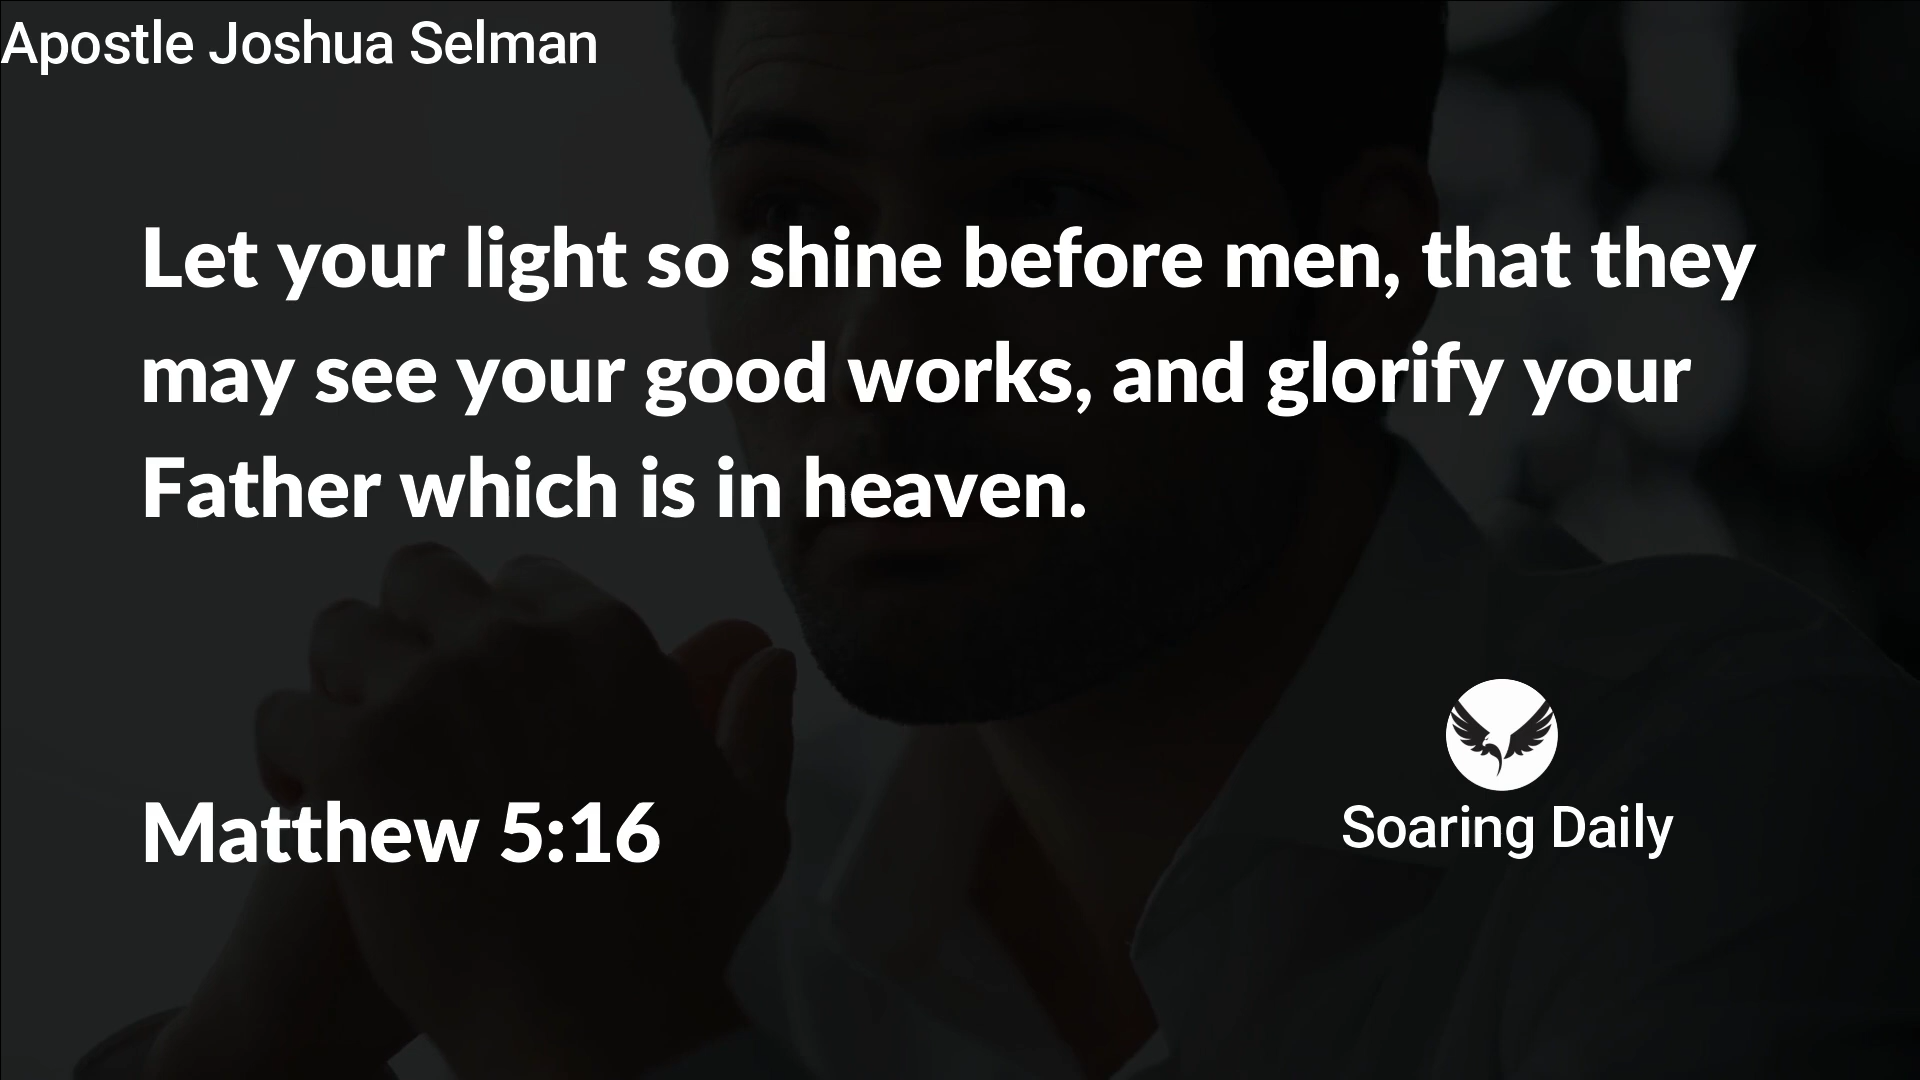 Apostle Joshua Selman
Let your light so shine before men, that they
may see your good works, and glorify your
Father which is in heaven.
Matthew 5:16
Soaring Daily